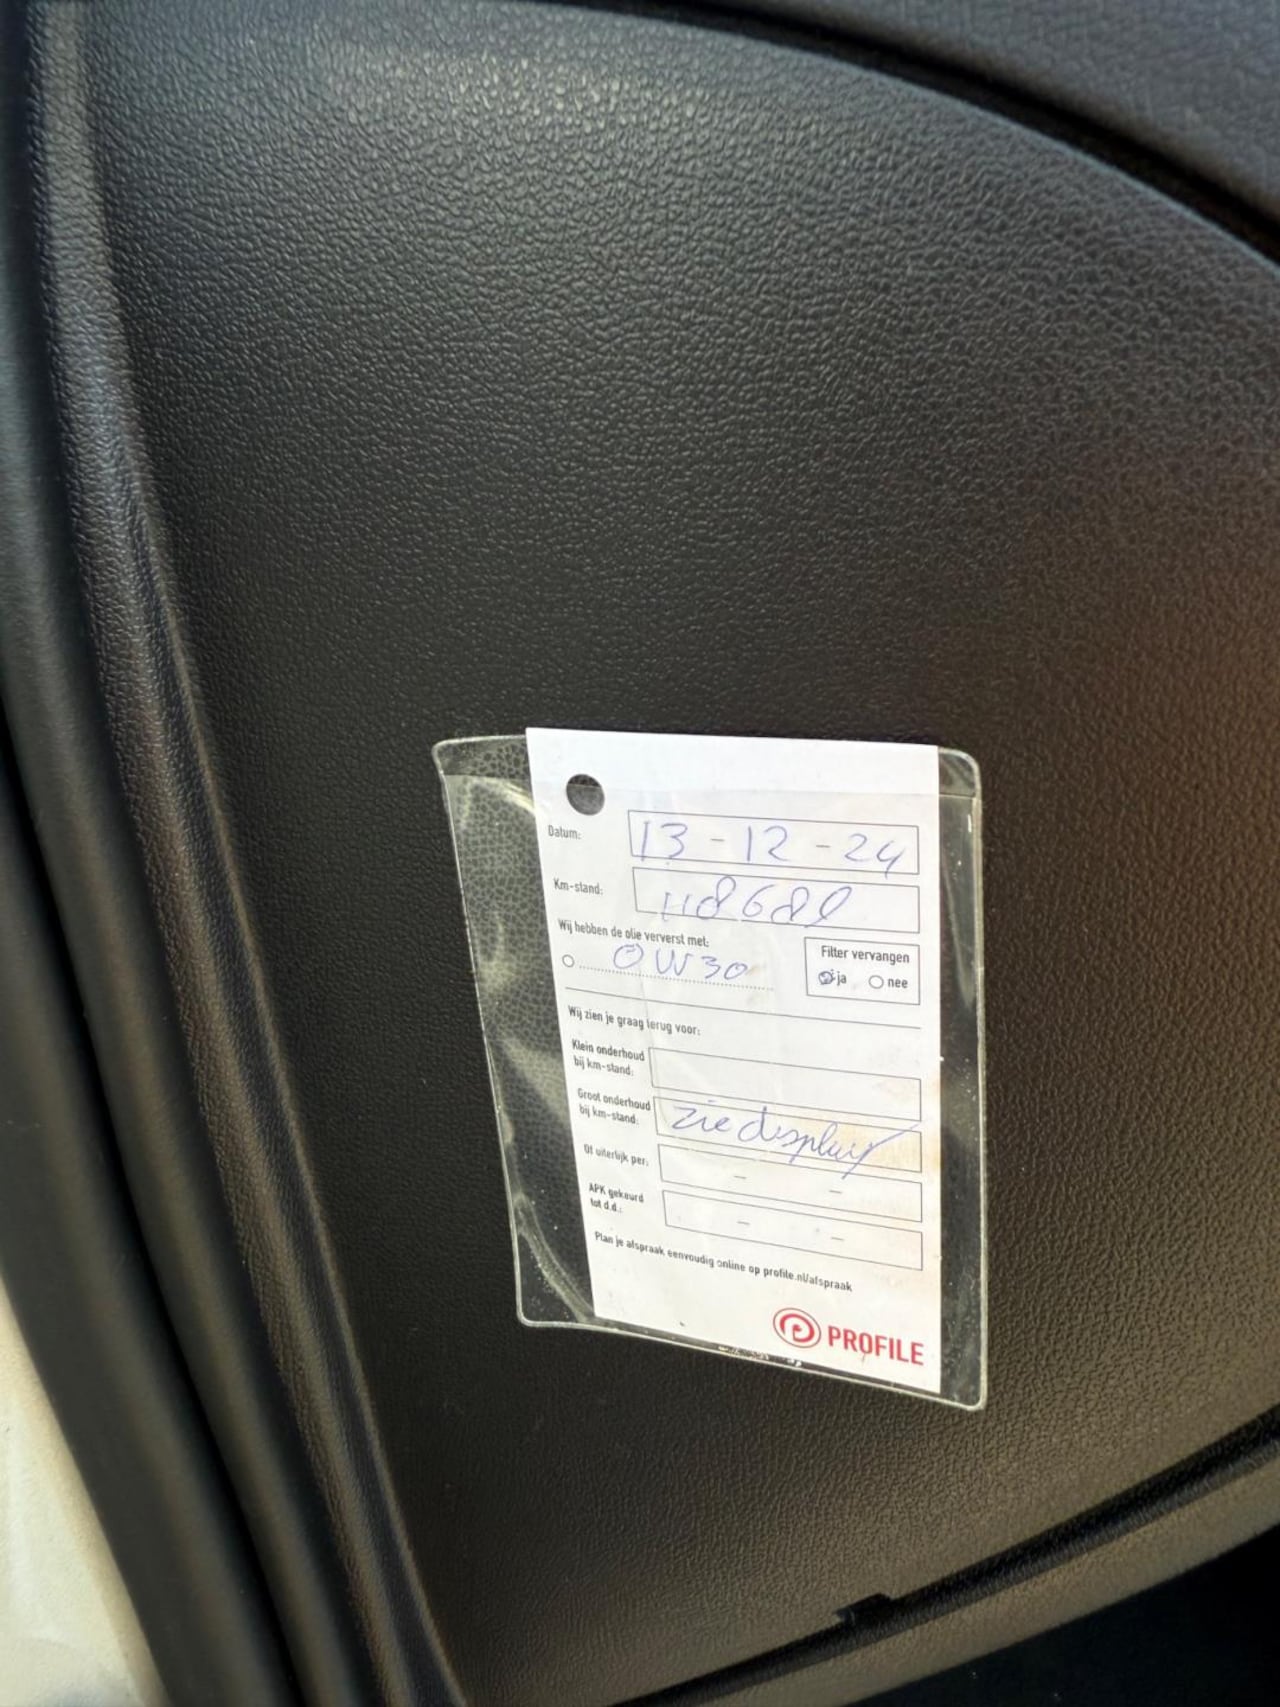 Datum: 13 - 12 - 24
Km-stand: 118688
Wij hebben de olie ververst met:
0W30
Filter vervangen
ja nee
Wij zien je graag terug voor:
Klein onderhoud
bij km-stand:
Groot onderhoud
bij km-stand: zie display
Of uiterlijk per: - -
APK gekeurd
tot d.d.: - -
Plan je afspraak eenvoudig online op profile.nl/afspraak
PROFILE